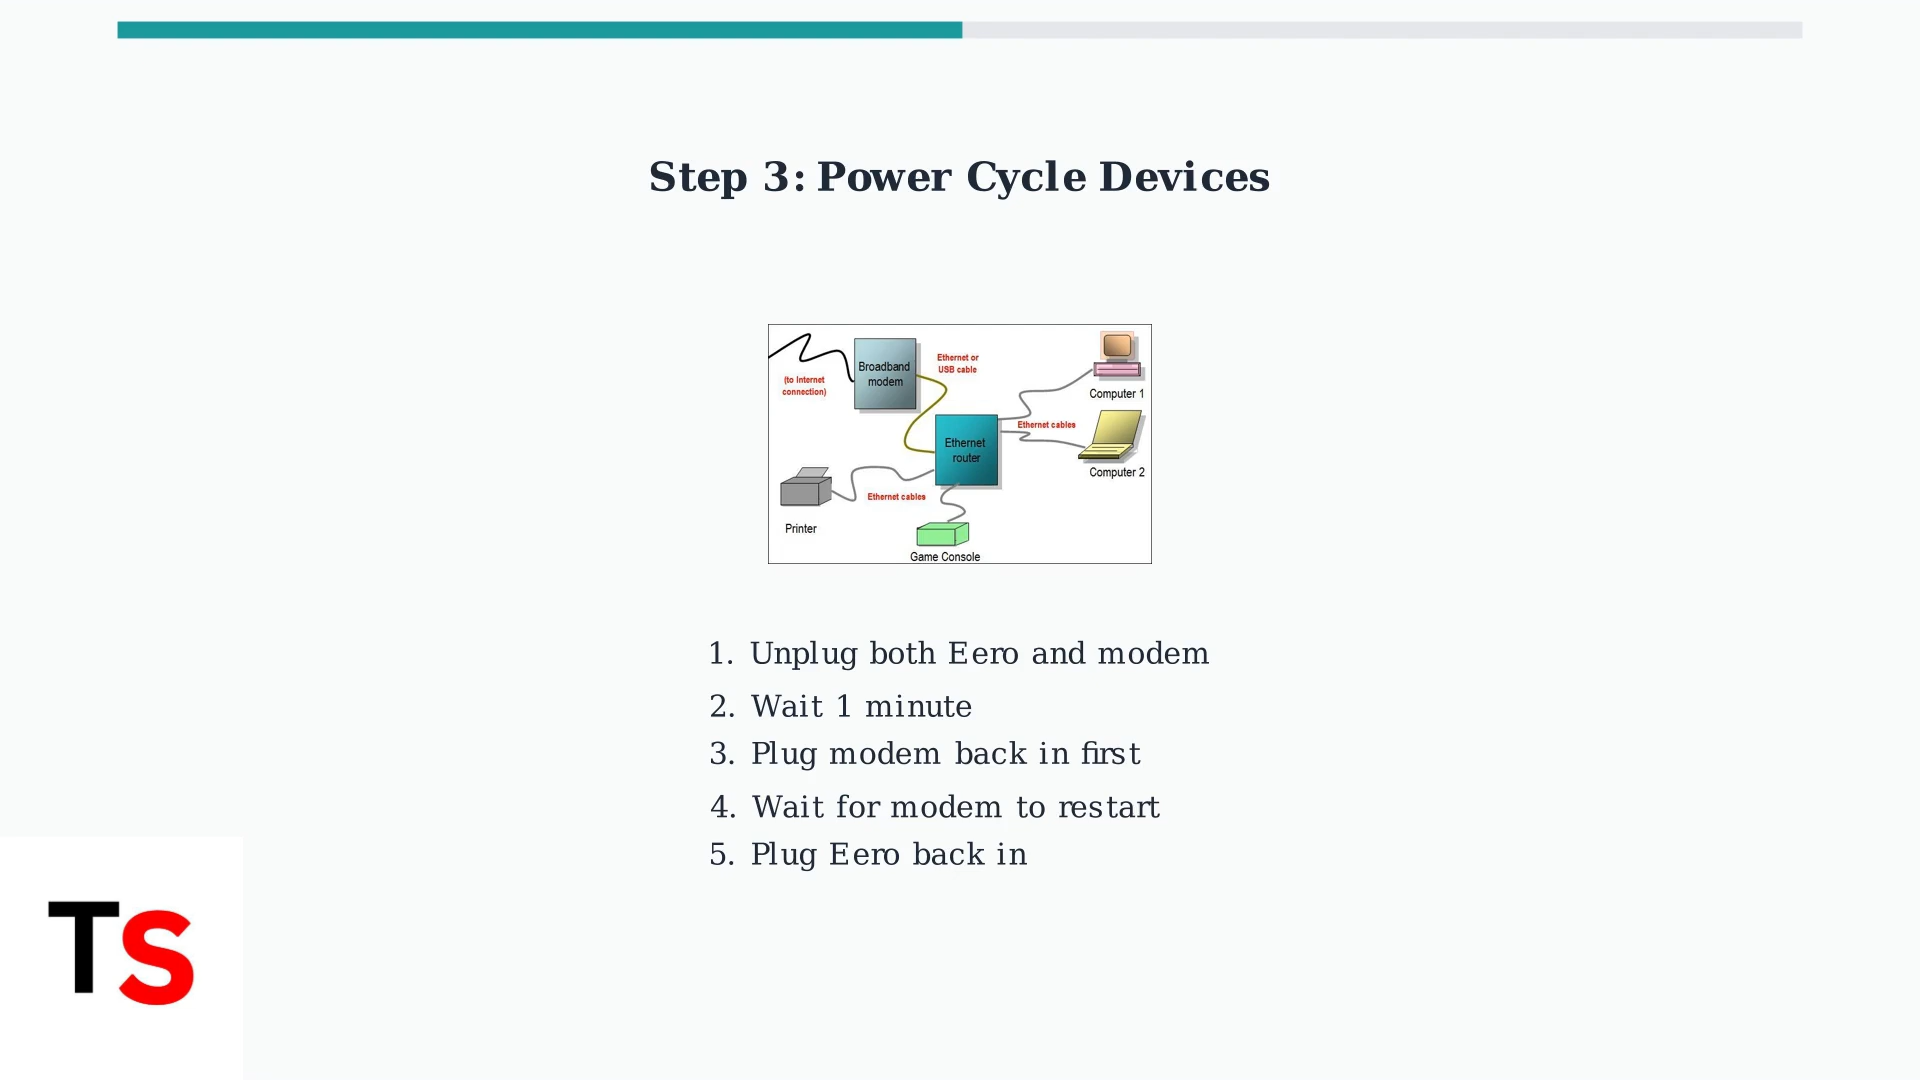 Step 3: Power Cycle Devices
(to Internet
connection)
Broadband
modem
Ethernet or
USB cable
Computer 1
Ethernet cables
Ethernet
router
Computer 2
Ethernet cables
Printer
Game Console
1. Unplug both Eero and modem
2. Wait 1 minute
3. Plug modem back in first
4. Wait for modem to restart
5. Plug Eero back in
TS